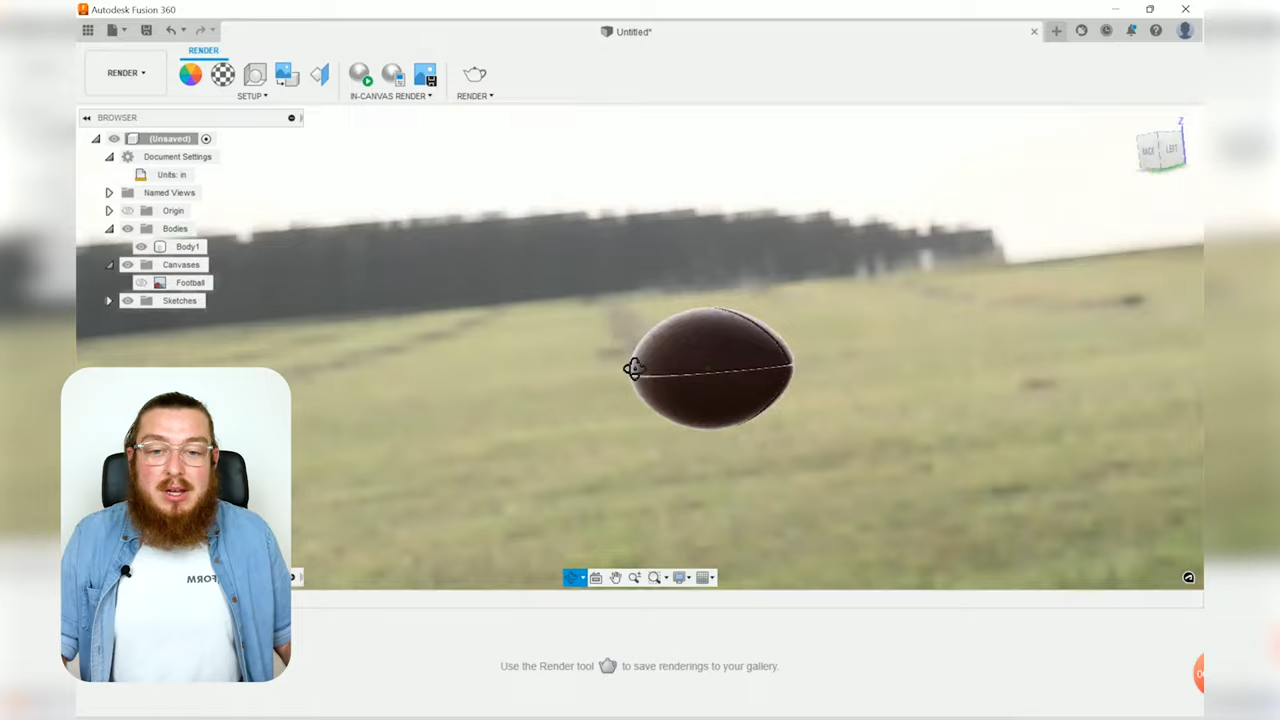 Autodesk Fusion 360
Untitled*
RENDER
RENDER
SETUP
IN-CANVAS RENDER
RENDER
BROWSER
(Unsaved)
Document Settings
Units: in
Named Views
Origin
Bodies
Body1
Canvases
Football
Sketches
Z
BACK
LEFT
FORM
Use the Render tool to save renderings to your gallery.